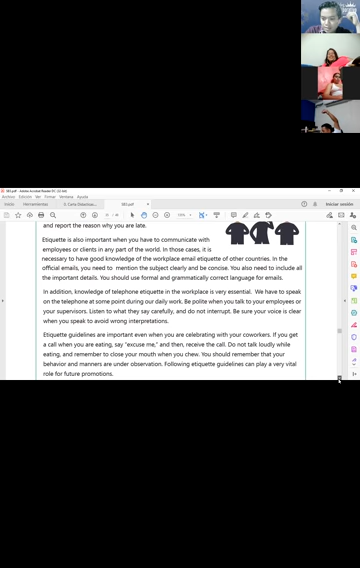 SB3.pdf - Adobe Acrobat Reader DC (32-bit)
Archivo Edición Ver Firmar Ventana Ayuda
Inicio Herramientas SB3.pdf Iniciar sesión
and report the reason why you are late.
Etiquette is also important when you have to communicate with
employees or clients in any part of the world. In those cases, it is
necessary to have good knowledge of the workplace email etiquette of other countries. In the
official emails, you need to mention the subject clearly and be concise. You also need to include all
the important details. You should use formal and grammatically correct language for emails.
In addition, knowledge of telephone etiquette in the workplace is very essential. We have to speak
on the telephone at some point during our daily work. Be polite when you talk to your employees or
your supervisors. Listen to what they say carefully, and do not interrupt. Be sure your voice is clear
when you speak to avoid wrong interpretations.
Etiquette guidelines are important even when you are celebrating with your coworkers. If you get
a call when you are eating, say "excuse me," and then, receive the call. Do not talk loudly while
eating, and remember to close your mouth when you chew. You should remember that your
behavior and manners are under observation. Following etiquette guidelines can play a very vital
role for future promotions.